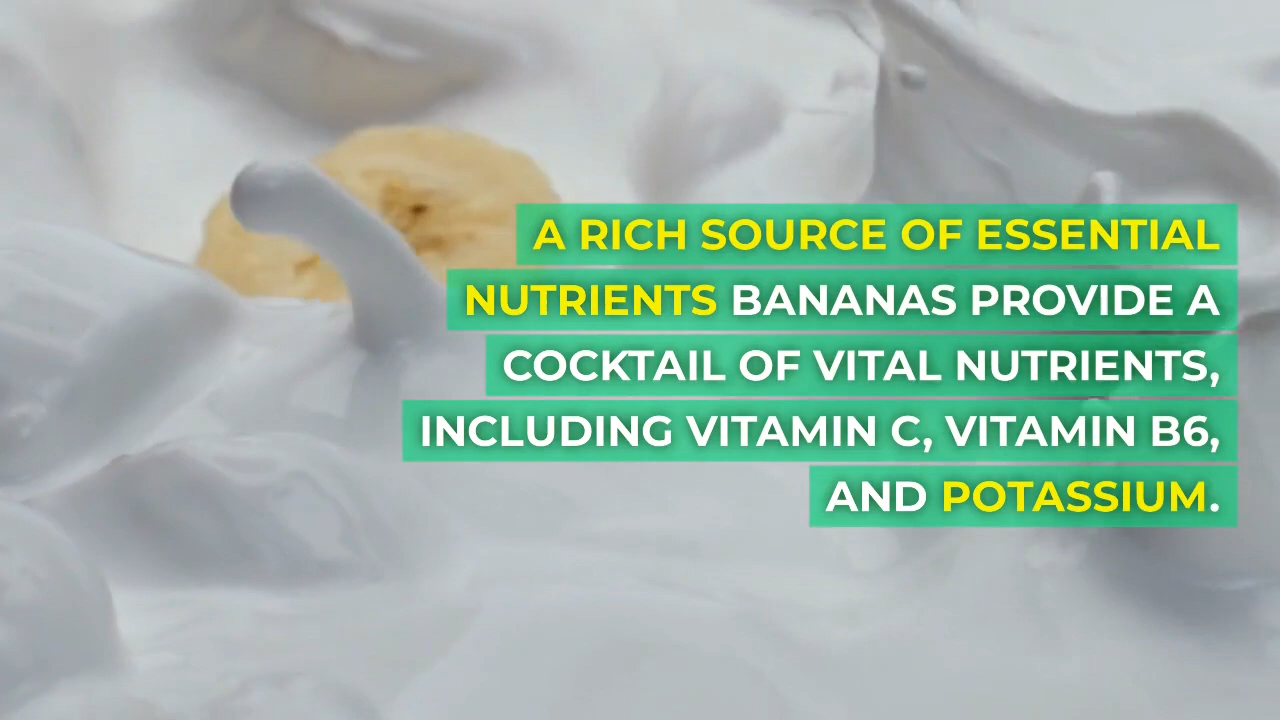 A RICH SOURCE OF ESSENTIAL
NUTRIENTS BANANAS PROVIDE A
COCKTAIL OF VITAL NUTRIENTS,
INCLUDING VITAMIN C, VITAMIN B6,
AND POTASSIUM.